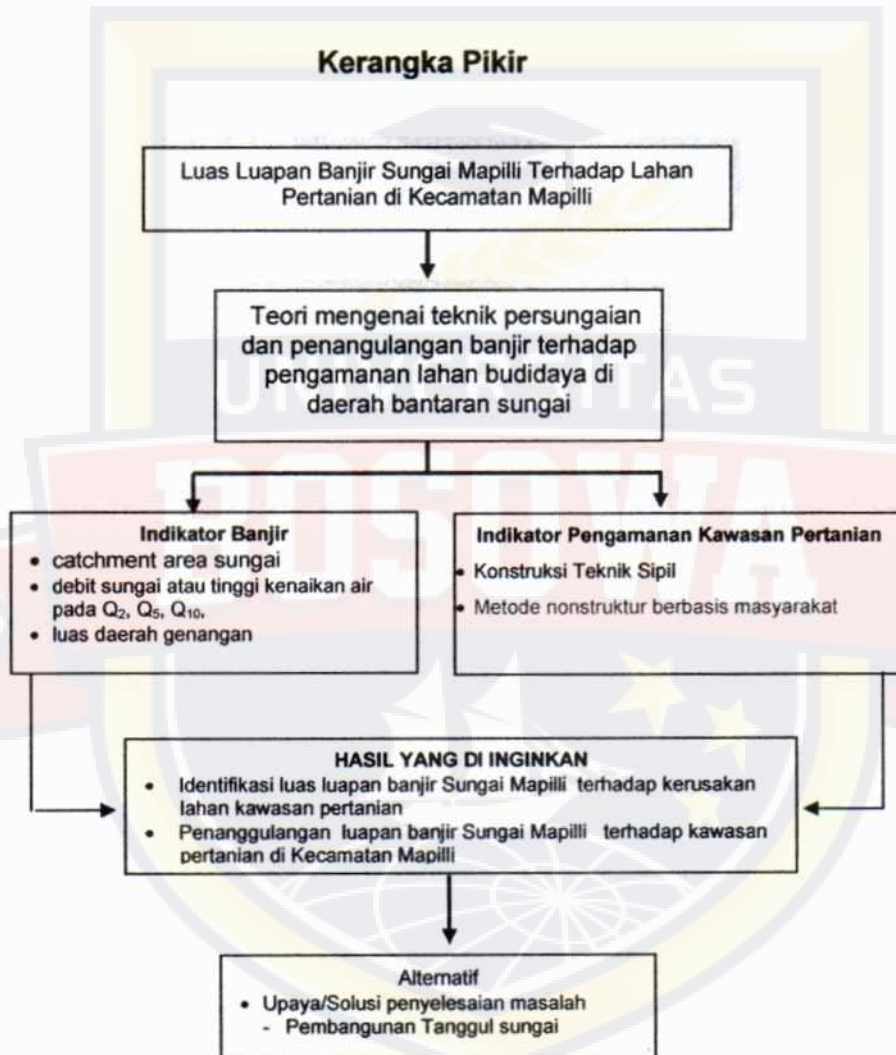 Kerangka Pikir
Luas Luapan Banjir Sungai Mapilli Terhadap Lahan
Pertanian di Kecamatan Mapilli
Teori mengenai teknik persungaian
dan penangulangan banjir terhadap
pengamanan lahan budidaya di
daerah bantaran sungai
UNIVERSITAS
BOSOWA
Indikator Banjir
• catchment area sungai
• debit sungai atau tinggi kenaikan air
pada Q₂, Q₅, Q₁₀,
• luas daerah genangan
Indikator Pengamanan Kawasan Pertanian
• Konstruksi Teknik Sipil
• Metode nonstruktur berbasis masyarakat
HASIL YANG DI INGINKAN
• Identifikasi luas luapan banjir Sungai Mapilli terhadap kerusakan
lahan kawasan pertanian
• Penanggulangan luapan banjir Sungai Mapilli terhadap kawasan
pertanian di Kecamatan Mapilli
Alternatif
• Upaya/Solusi penyelesaian masalah
- Pembangunan Tanggul sungai